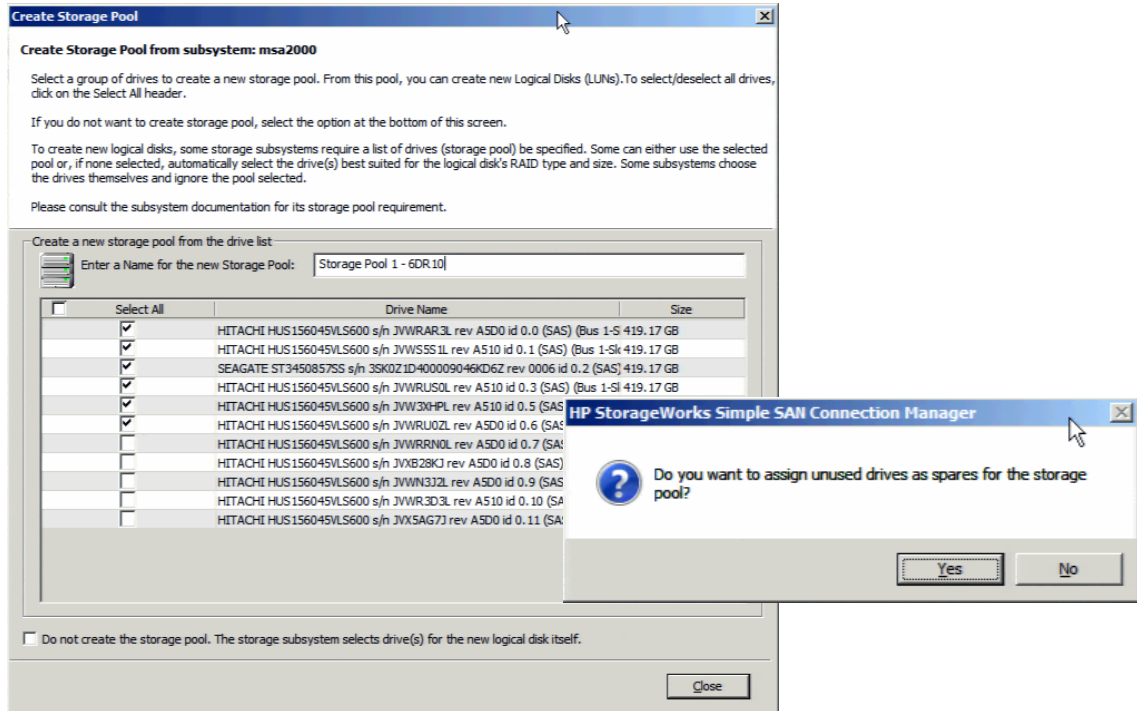 Create Storage Pool
Create Storage Pool from subsystem: msa2000
Select a group of drives to create a new storage pool. From this pool, you can create new Logical Disks (LUNs).To select/deselect all drives,
click on the Select All header.
If you do not want to create storage pool, select the option at the bottom of this screen.
To create new logical disks, some storage subsystems require a list of drives (storage pool) be specified. Some can either use the selected
pool or, if none selected, automatically select the drive(s) best suited for the logical disk's RAID type and size. Some subsystems choose
the drives themselves and ignore the pool selected.
Please consult the subsystem documentation for its storage pool requirement.
Create a new storage pool from the drive list
Enter a Name for the new Storage Pool: Storage Pool 1 - 6DR10
Select All Drive Name Size
HITACHI HUS156045VLS600 s/n JVWRAR3L rev A5D0 id 0.0 (SAS) (Bus 1-S 419.17 GB
HITACHI HUS156045VLS600 s/n JVWS5S1L rev A510 id 0.1 (SAS) (Bus 1-Sk 419.17 GB
SEAGATE ST3450857SS s/n 3SK0Z1D400009046KD6Z rev 0006 id 0.2 (SAS) 419.17 GB
HITACHI HUS156045VLS600 s/n JVWRUS0L rev A510 id 0.3 (SAS) (Bus 1-Sl 419.17 GB
HITACHI HUS156045VLS600 s/n JVW3XHPL rev A510 id 0.5 (SAS
HITACHI HUS156045VLS600 s/n JVWRU0ZL rev A5D0 id 0.6 (SAS
HITACHI HUS156045VLS600 s/n JVWRRN0L rev A5D0 id 0.7 (SAS
HITACHI HUS156045VLS600 s/n JVXB28KJ rev A5D0 id 0.8 (SAS)
HITACHI HUS156045VLS600 s/n JVWN3J2L rev A5D0 id 0.9 (SAS
HITACHI HUS156045VLS600 s/n JVWR3D3L rev A510 id 0.10 (SA
HITACHI HUS156045VLS600 s/n JVX5AG7J rev A5D0 id 0.11 (SA
Do not create the storage pool. The storage subsystem selects drive(s) for the new logical disk itself.
Close
HP StorageWorks Simple SAN Connection Manager
Do you want to assign unused drives as spares for the storage
pool?
Yes No